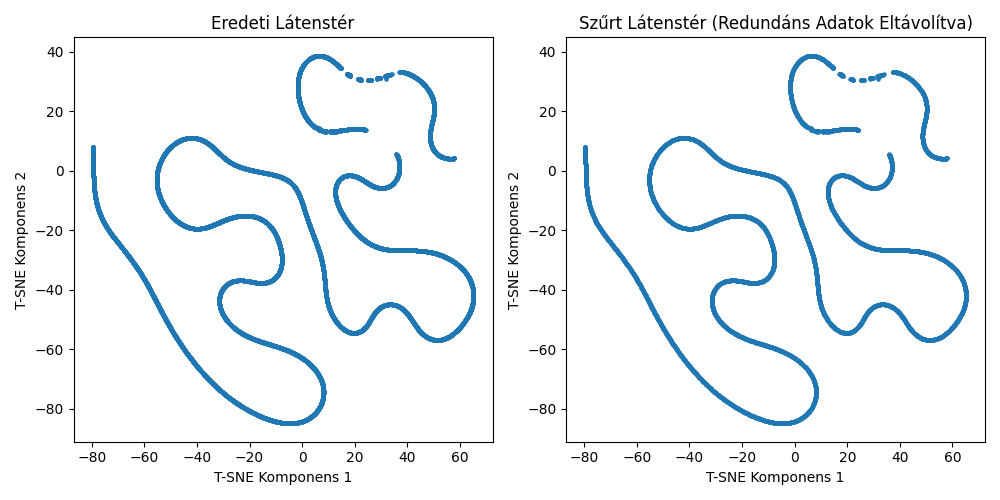 Eredeti Látenstér
T-SNE Komponens 2
40
20
0
−20
−40
−60
−80
−80 −60 −40 −20 0 20 40 60
T-SNE Komponens 1
Szűrt Látenstér (Redundáns Adatok Eltávolítva)
T-SNE Komponens 2
40
20
0
−20
−40
−60
−80
−80 −60 −40 −20 0 20 40 60
T-SNE Komponens 1